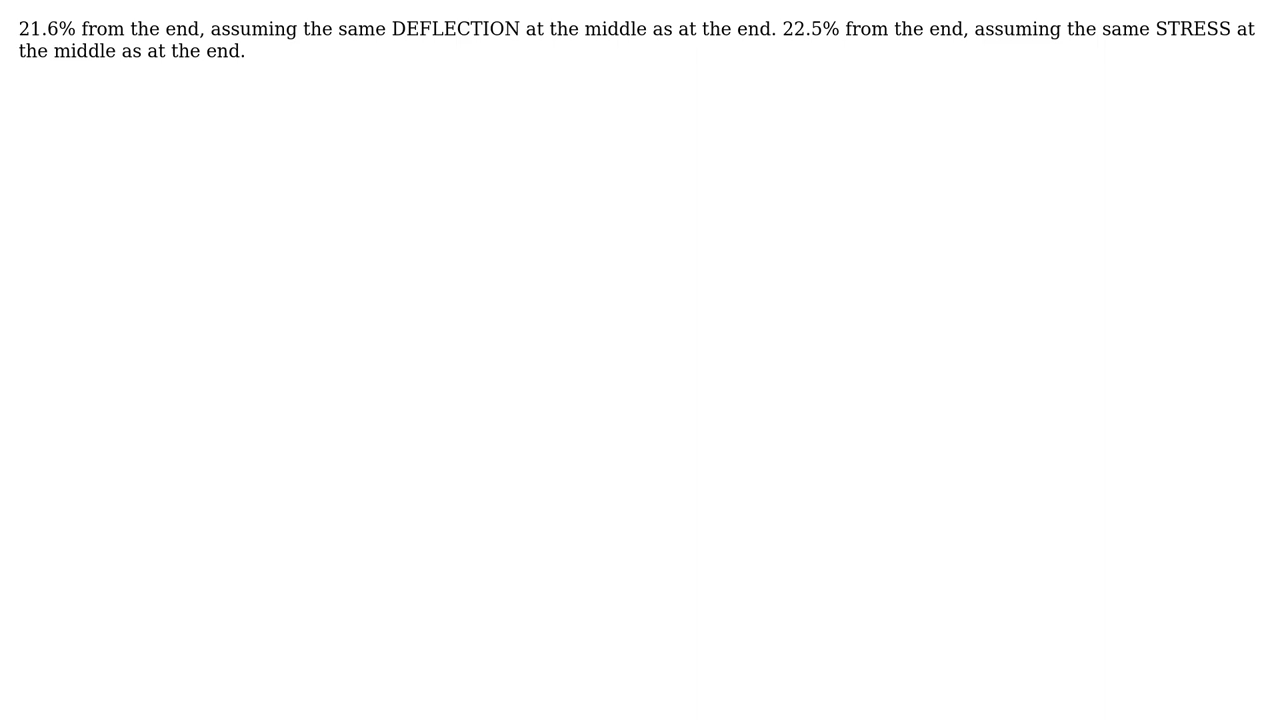 21.6% from the end, assuming the same DEFLECTION at the middle as at the end. 22.5% from the end, assuming the same STRESS at
the middle as at the end.